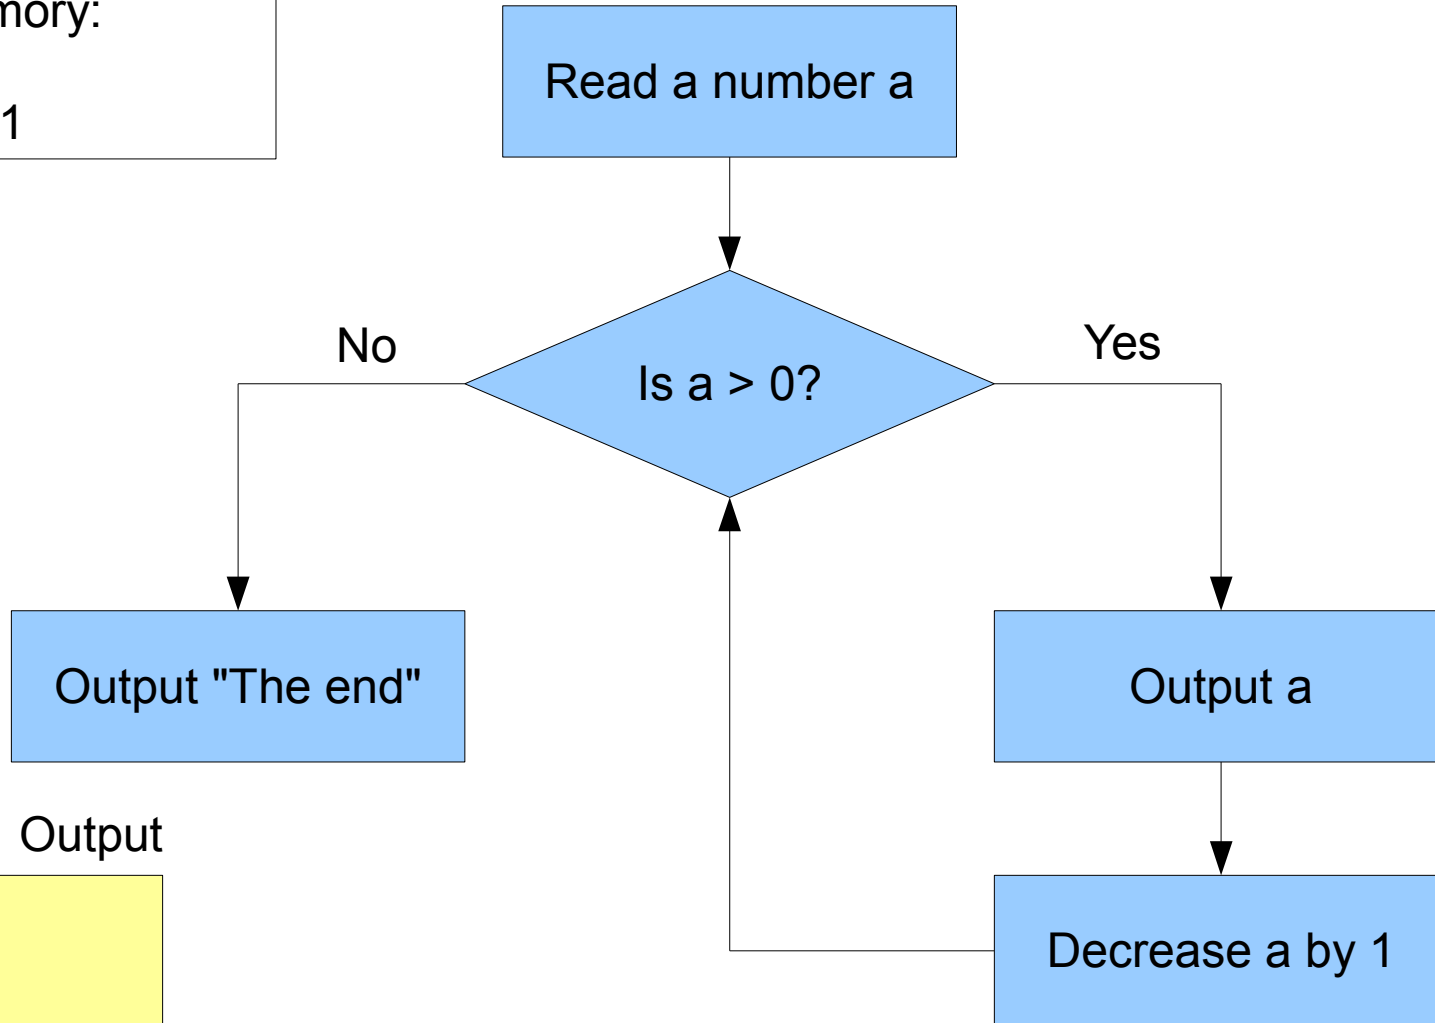 mory:
1
Read a number a
No
Is a > 0?
Yes
Output "The end"
Output a
Output
Decrease a by 1